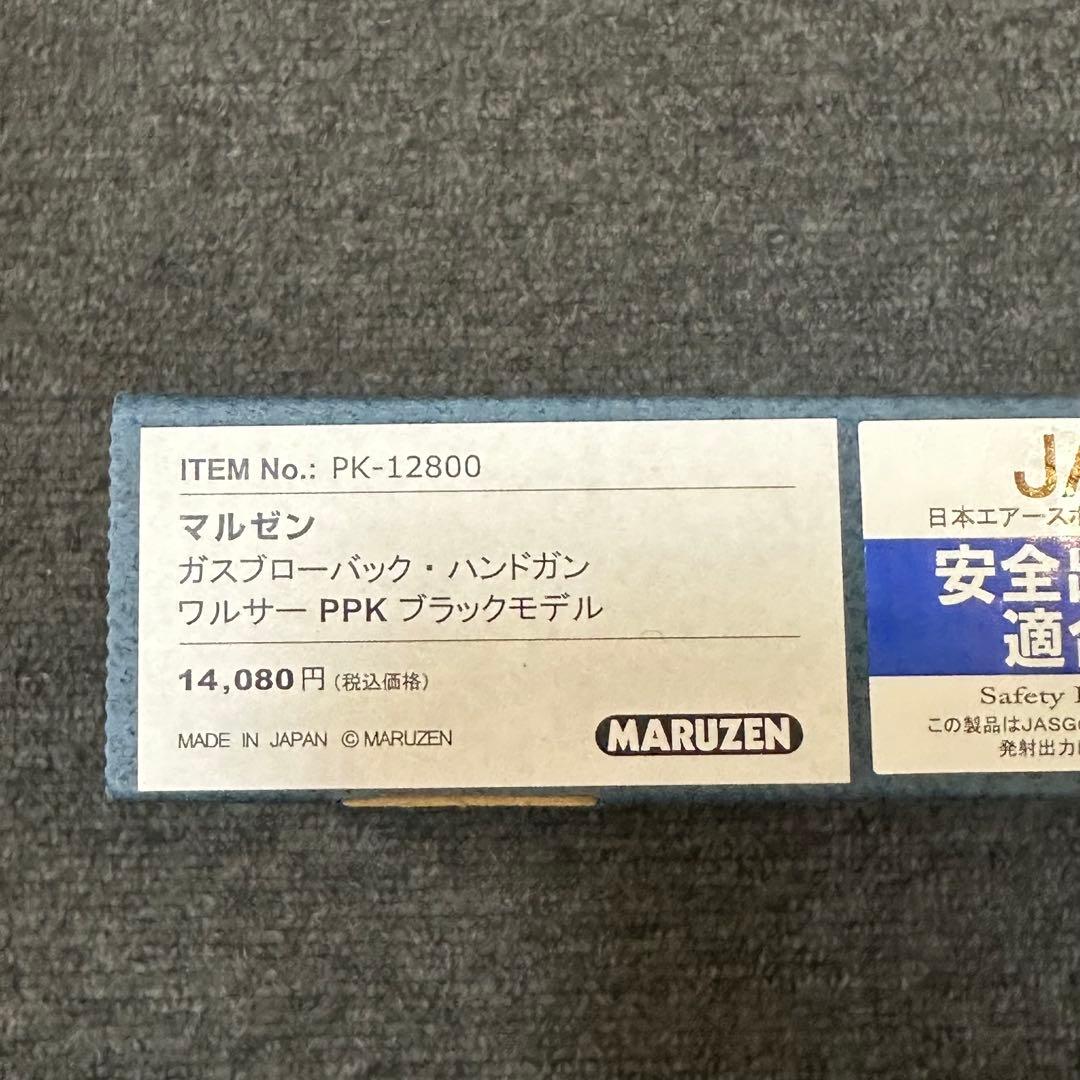 ITEM No.: PK-12800
マルゼン
ガスブローバック・ハンドガン
ワルサー PPK ブラックモデル
14,080円 (税込価格)
MADE IN JAPAN ©MARUZEN
MARUZEN
JA
日本エアースポ
安全
適合
Safety
この製品はJASG
発射出力